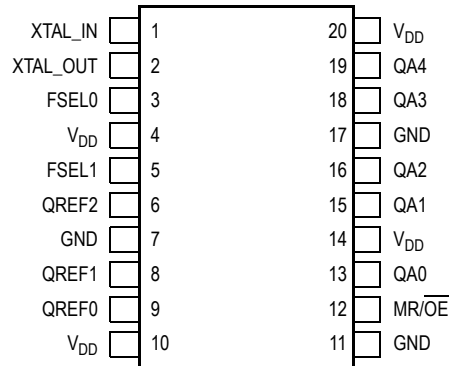 XTAL_IN 1 20 VDD
XTAL_OUT 2 19 QA4
FSEL0 3 18 QA3
VDD 4 17 GND
FSEL1 5 16 QA2
QREF2 6 15 QA1
GND 7 14 VDD
QREF1 8 13 QA0
QREF0 9 12 MR/O̅E̅
VDD 10 11 GND